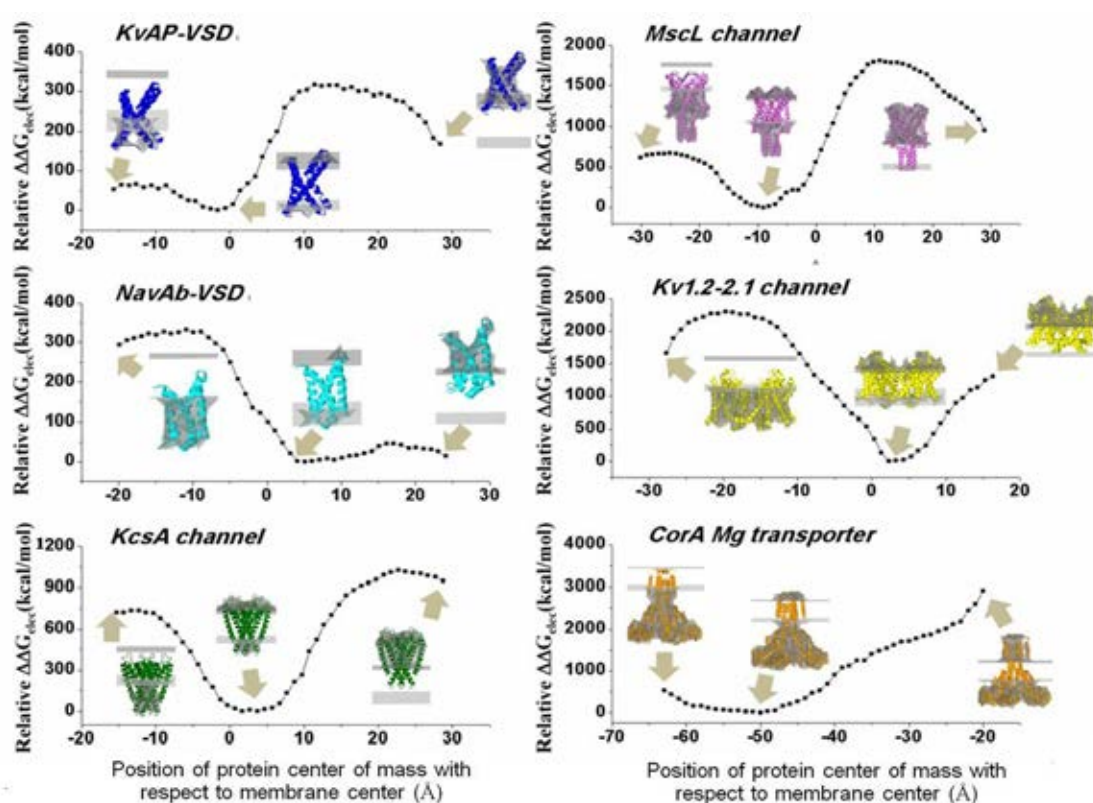 KvAP-VSD
Relative ΔΔGelec(kcal/mol)
400
300
200
100
0
-20 -10 0 10 20 30
MscL channel
Relative ΔΔGelec(kcal/mol)
2000
1500
1000
500
0
-30 -20 -10 0 10 20 30
NavAb-VSD
Relative ΔΔGelec(kcal/mol)
400
300
200
100
0
-20 -10 0 10 20 30
Kv1.2-2.1 channel
Relative ΔΔGelec(kcal/mol)
2500
2000
1500
1000
500
0
-30 -20 -10 0 10 20
KcsA channel
Relative ΔΔGelec(kcal/mol)
1200
900
600
300
0
-20 -10 0 10 20 30
Position of protein center of mass with
respect to membrane center (Å)
CorA Mg transporter
Relative ΔΔGelec(kcal/mol)
4000
3000
2000
1000
0
-70 -60 -50 -40 -30 -20
Position of protein center of mass with
respect to membrane center (Å)